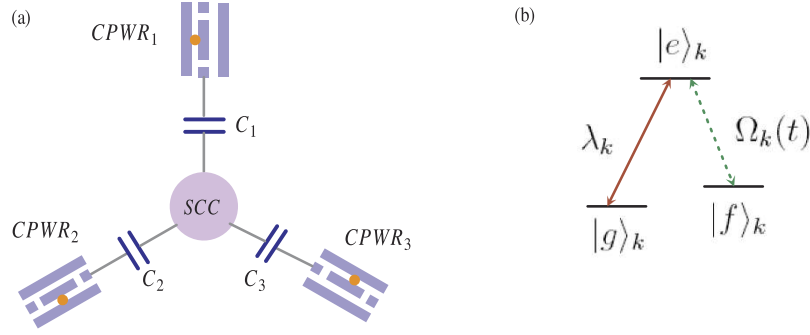 (a)
CPWR₁
C₁
SCC
CPWR₂
C₂
C₃
CPWR₃
(b)
|e⟩ₖ
λₖ
Ωₖ(t)
|g⟩ₖ
|f⟩ₖ